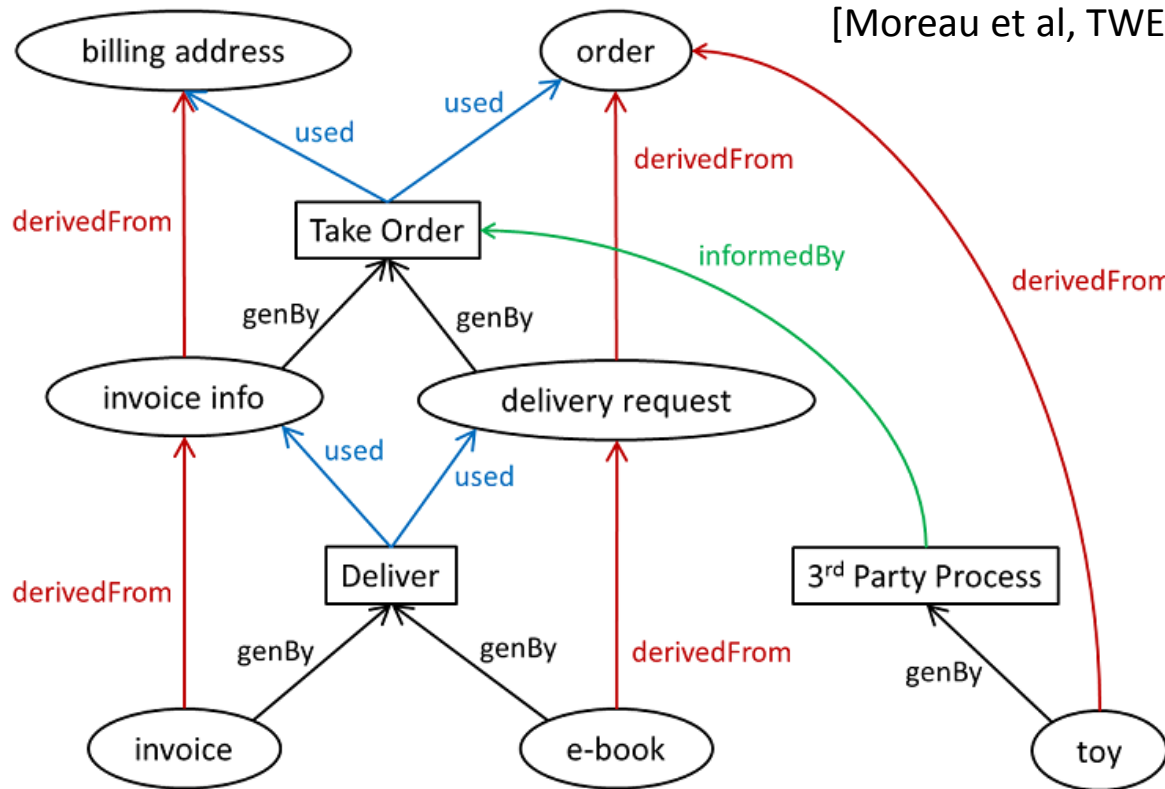 [Moreau et al, TWE
billing address
order
used
used
derivedFrom
derivedFrom
Take Order
informedBy
derivedFrom
genBy
genBy
invoice info
delivery request
used
used
Deliver
3rd Party Process
derivedFrom
derivedFrom
genBy
genBy
genBy
invoice
e-book
toy